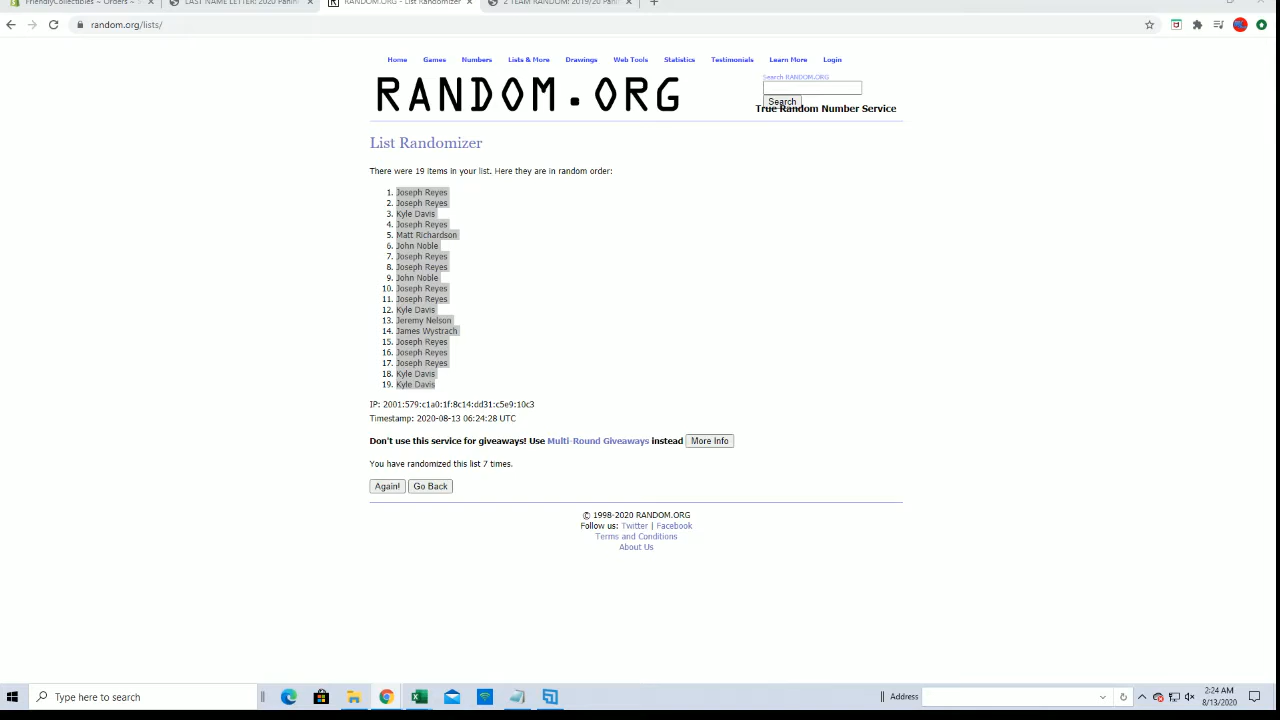 FriendlyCollectibles ~ Orders ~
LAST NAME LETTER: 2020 Panini
RANDOM.ORG - List Randomizer
2 TEAM RANDOM: 2019/20 Pani
random.org/lists/
Home Games Numbers Lists & More Drawings Web Tools Statistics Testimonials Learn More Login
RANDOM.ORG
Search RANDOM.ORG
Search
True Random Number Service
List Randomizer
There were 19 items in your list. Here they are in random order:
1. Joseph Reyes
2. Joseph Reyes
3. Kyle Davis
4. Joseph Reyes
5. Matt Richardson
6. John Noble
7. Joseph Reyes
8. Joseph Reyes
9. John Noble
10. Joseph Reyes
11. Joseph Reyes
12. Kyle Davis
13. Jeremy Nelson
14. James Wystrach
15. Joseph Reyes
16. Joseph Reyes
17. Joseph Reyes
18. Kyle Davis
19. Kyle Davis
IP: 2001:579:c1a0:1f:8c14:dd31:c5e9:10c3
Timestamp: 2020-08-13 06:24:28 UTC
Don't use this service for giveaways! Use Multi-Round Giveaways instead More Info
You have randomized this list 7 times.
Again! Go Back
© 1998-2020 RANDOM.ORG
Follow us: Twitter | Facebook
Terms and Conditions
About Us
Type here to search
Address
2:24 AM
8/13/2020